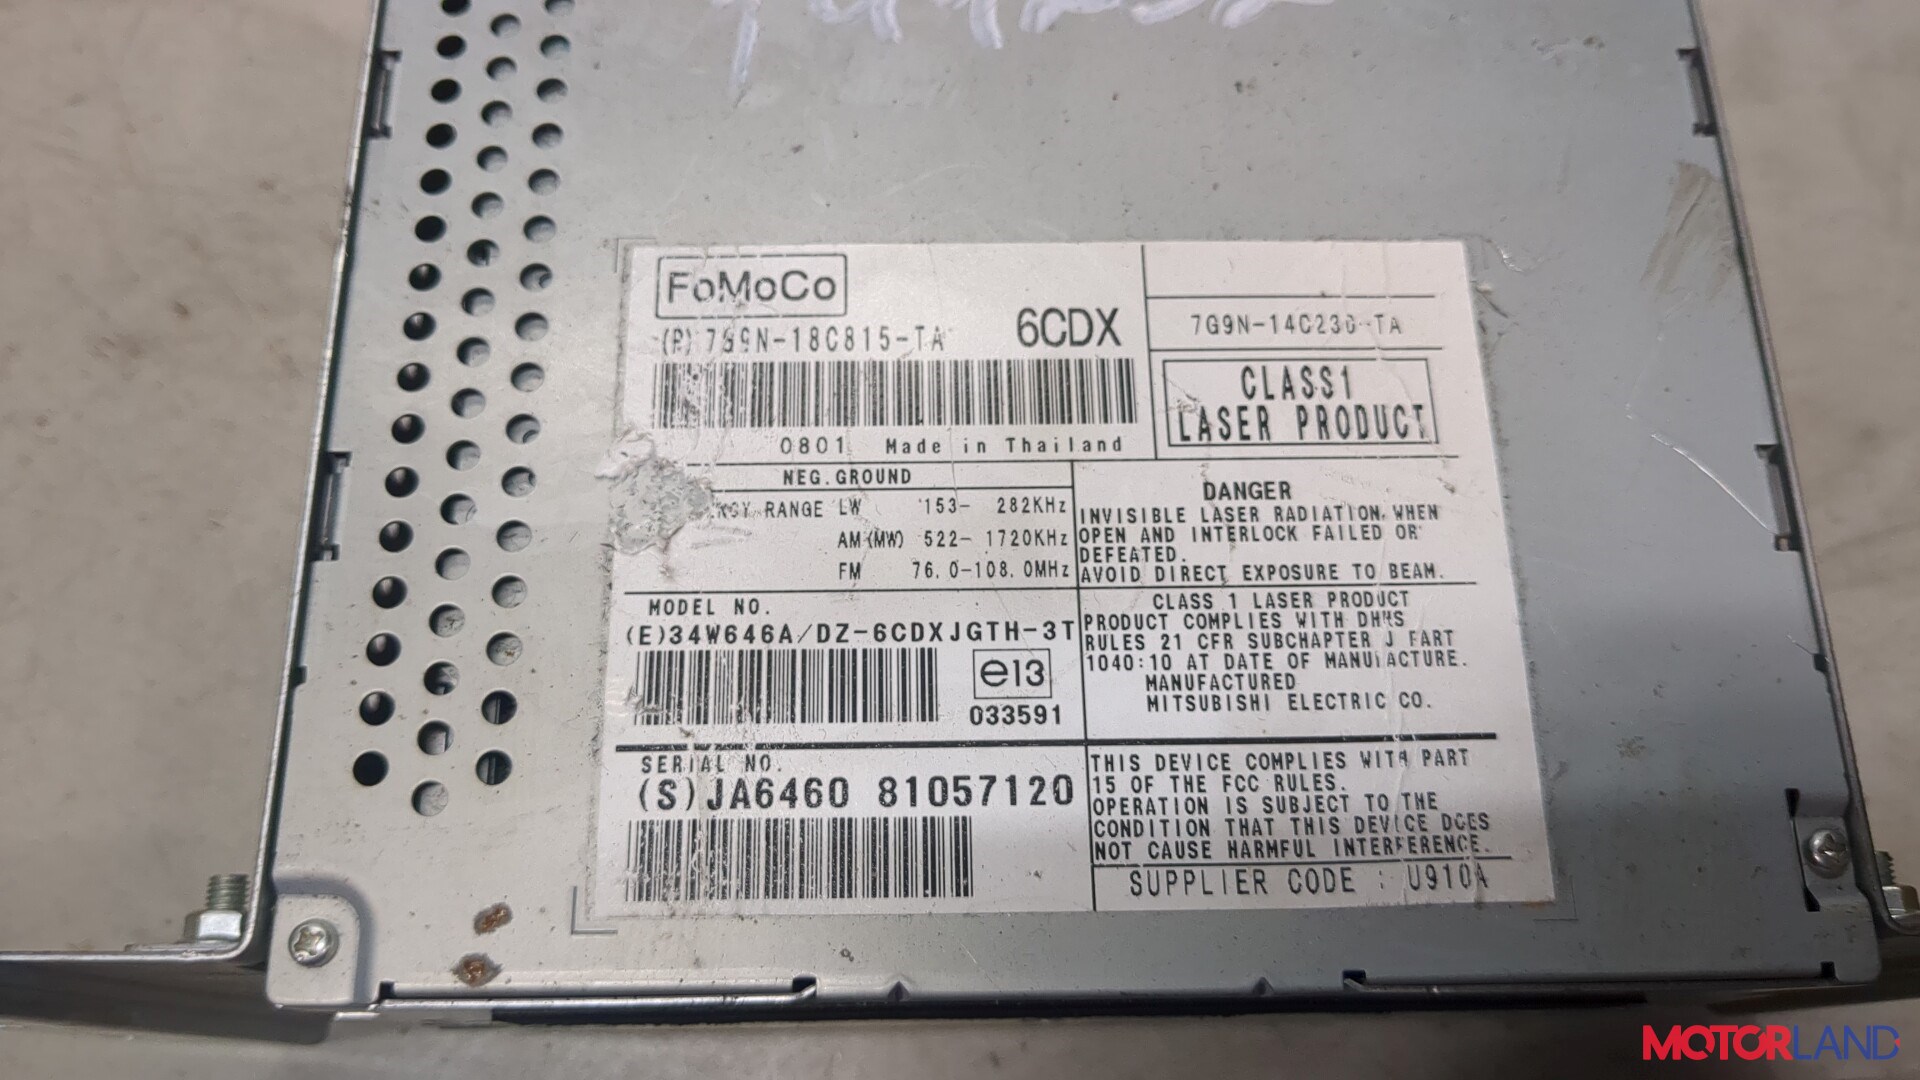 FoMoCo
(P) 7G9N-18C815-TA
6CDX
7G9N-14C230-TA
CLASS1
LASER PRODUCT
0801 Made in Thailand
NEG. GROUND
RANGE LW 153- 282KHz
AM(MW) 522- 1720KHz
FM 76.0-108.0MHz
DANGER
INVISIBLE LASER RADIATION, WHEN
OPEN AND INTERLOCK FAILED OR
DEFEATED.
AVOID DIRECT EXPOSURE TO BEAM.
MODEL NO.
(E)34W646A/DZ-6CDXJGTH-3T
e13
033591
CLASS 1 LASER PRODUCT
PRODUCT COMPLIES WITH DHHS
RULES 21 CFR SUBCHAPTER J PART
1040:10 AT DATE OF MANUFACTURE.
MANUFACTURED
MITSUBISHI ELECTRIC CO.
SERIAL NO.
(S)JA6460 81057120
THIS DEVICE COMPLIES WITH PART
15 OF THE FCC RULES.
OPERATION IS SUBJECT TO THE
CONDITION THAT THIS DEVICE DOES
NOT CAUSE HARMFUL INTERFERENCE.
SUPPLIER CODE : U910A
MOTORLAND